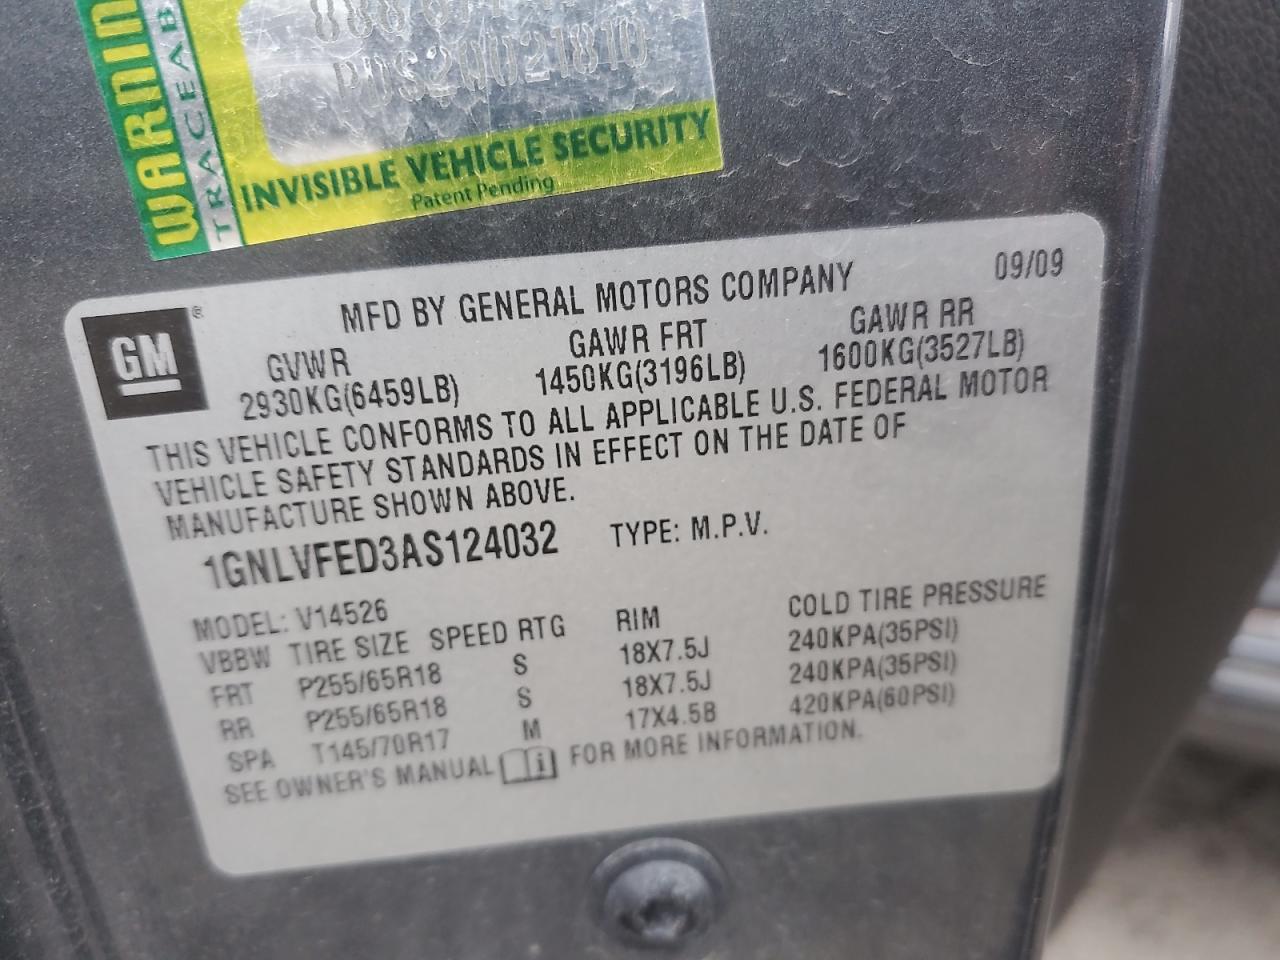 WARNIN
TRACEAB
PDS20021810
INVISIBLE VEHICLE SECURITY
Patent Pending
GM ®
MFD BY GENERAL MOTORS COMPANY 09/09
GVWR GAWR FRT GAWR RR
2930KG(6459LB) 1450KG(3196LB) 1600KG(3527LB)
THIS VEHICLE CONFORMS TO ALL APPLICABLE U.S. FEDERAL MOTOR
VEHICLE SAFETY STANDARDS IN EFFECT ON THE DATE OF
MANUFACTURE SHOWN ABOVE.
1GNLVFED3AS124032 TYPE: M.P.V.
MODEL: V14526
VBBW TIRE SIZE SPEED RTG RIM COLD TIRE PRESSURE
FRT P255/65R18 S 18X7.5J 240KPA(35PSI)
RR P255/65R18 S 18X7.5J 240KPA(35PSI)
SPA T145/70R17 M 17X4.5B 420KPA(60PSI)
SEE OWNER'S MANUAL i FOR MORE INFORMATION.